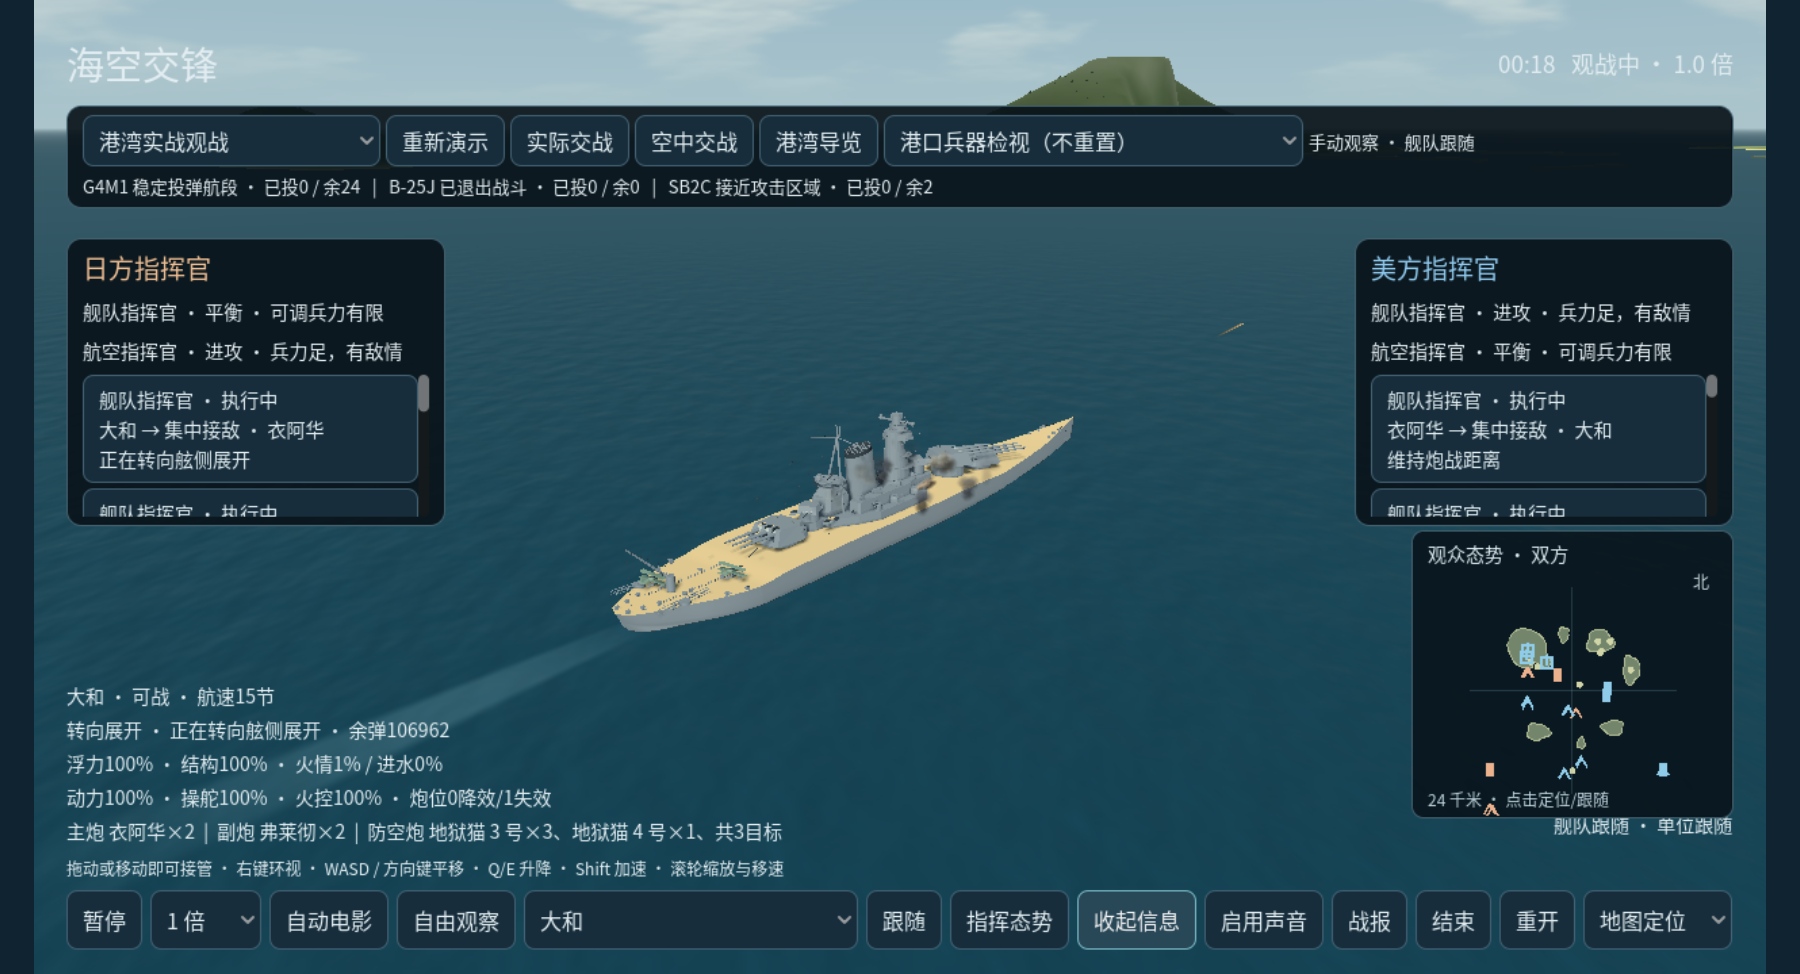 海空交锋
00:18 观战中 · 1.0 倍
港湾实战观战 重新演示 实际交战 空中交战 港湾导览 港口兵器检视（不重置） 手动观察 · 舰队跟随
G4M1 稳定投弹航段 · 已投0 / 余24 | B-25J 已退出战斗 · 已投0 / 余0 | SB2C 接近攻击区域 · 已投0 / 余2
日方指挥官
舰队指挥官 · 平衡 · 可调兵力有限
航空指挥官 · 进攻 · 兵力足，有敌情
舰队指挥官 · 执行中
大和 → 集中接敌 · 衣阿华
正在转向舷侧展开
舰队指挥官 · 执行中
美方指挥官
舰队指挥官 · 进攻 · 兵力足，有敌情
航空指挥官 · 平衡 · 可调兵力有限
舰队指挥官 · 执行中
衣阿华 → 集中接敌 · 大和
维持炮战距离
舰队指挥官 · 执行中
观众态势 · 双方
北
24 千米 · 点击定位/跟随
舰队跟随 · 单位跟随
大和 · 可战 · 航速15节
转向展开 · 正在转向舷侧展开 · 余弹106962
浮力100% · 结构100% · 火情1% / 进水0%
动力100% · 操舵100% · 火控100% · 炮位0降效/1失效
主炮 衣阿华×2 | 副炮 弗莱彻×2 | 防空炮 地狱猫 3 号×3、地狱猫 4 号×1、共3目标
拖动或移动即可接管 · 右键环视 · WASD / 方向键平移 · Q/E 升降 · Shift 加速 · 滚轮缩放与移速
暂停 1 倍 自动电影 自由观察 大和 跟随 指挥态势 收起信息 启用声音 战报 结束 重开 地图定位